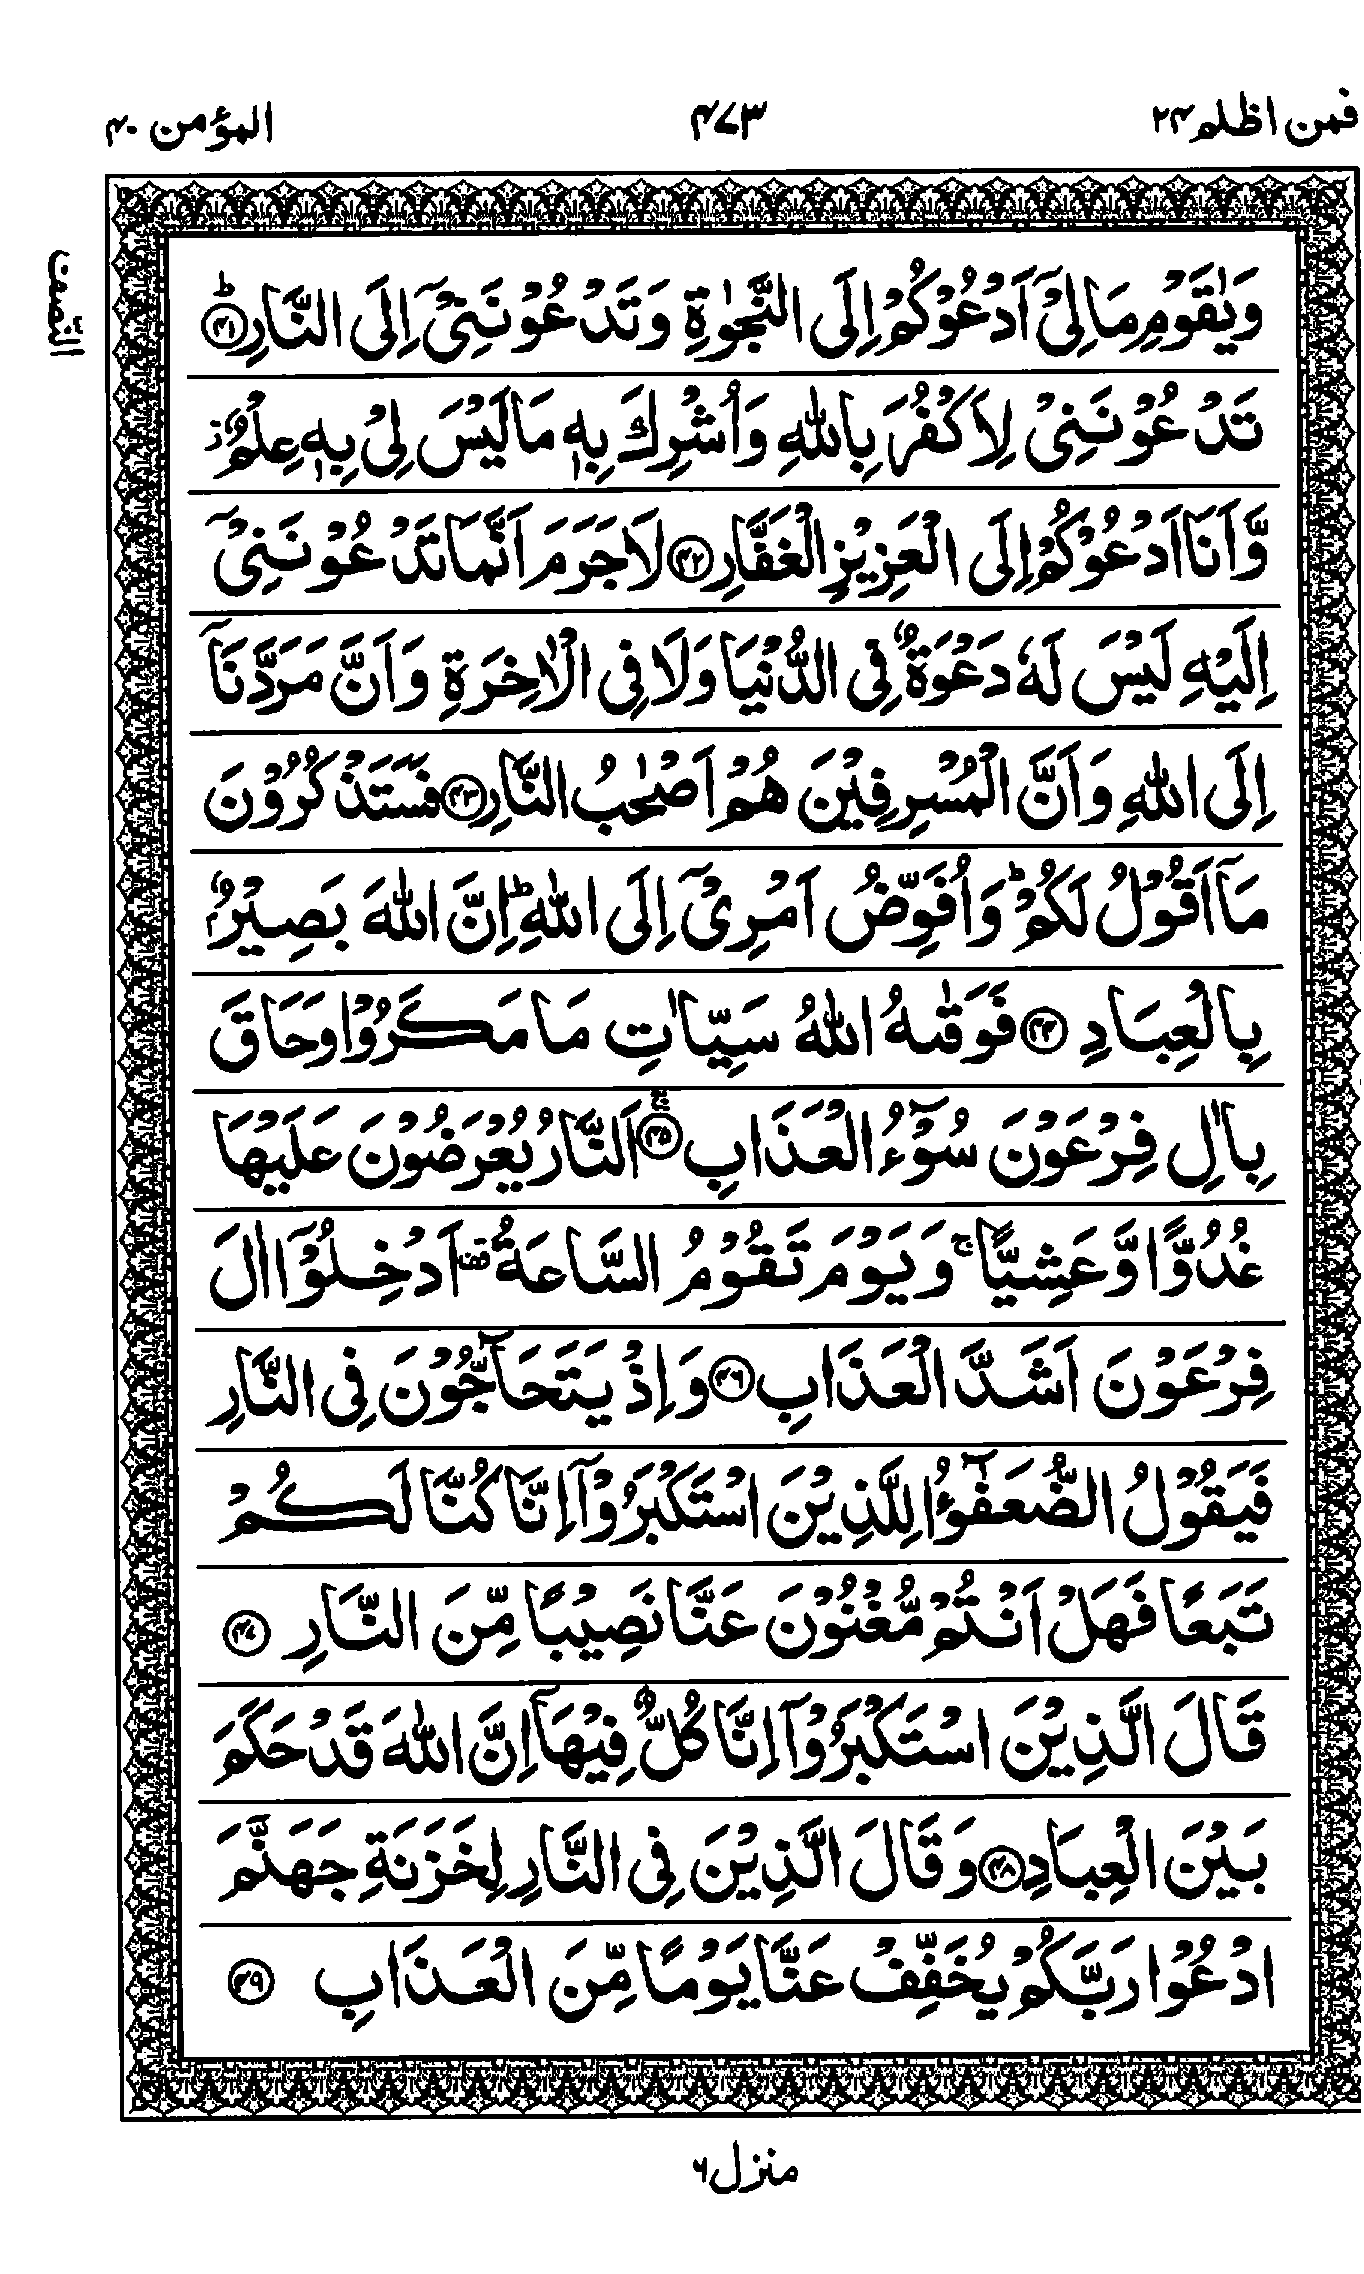 فمن اظلم ۲۴
۴۷۳
المؤمن ۴۰
وَيٰقَوْمِ مَا لِيْٓ اَدْعُوْكُمْ اِلَى النَّجٰوةِ وَتَدْعُوْنَنِيْٓ اِلَى النَّارِ ؕ‏﴿۴۱﴾
تَدْعُوْنَنِيْ لِاَكْفُرَ بِاللّٰهِ وَاُشْرِكَ بِهٖ مَا لَيْسَ لِيْ بِهٖ عِلْمٌ ؗ
وَّاَنَا اَدْعُوْكُمْ اِلَى الْعَزِيْزِ الْغَفَّارِ ﴿۴۲﴾ لَا جَرَمَ اَنَّمَا تَدْعُوْنَنِيْٓ
اِلَيْهِ لَيْسَ لَهٗ دَعْوَةٌ فِي الدُّنْيَا وَلَا فِي الْاٰخِرَةِ وَاَنَّ مَرَدَّنَآ
اِلَى اللّٰهِ وَاَنَّ الْمُسْرِفِيْنَ هُمْ اَصْحٰبُ النَّارِ ﴿۴۳﴾ فَسَتَذْكُرُوْنَ
مَآ اَقُوْلُ لَكُمْ ؕ وَاُفَوِّضُ اَمْرِيْٓ اِلَى اللّٰهِ ؕ اِنَّ اللّٰهَ بَصِيْرٌۢ
بِالْعِبَادِ ﴿۴۴﴾ فَوَقٰىهُ اللّٰهُ سَيِّاٰتِ مَا مَكَرُوْا وَحَاقَ
بِاٰلِ فِرْعَوْنَ سُوْٓءُ الْعَذَابِ ۚ‏﴿۴۵﴾ اَلنَّارُ يُعْرَضُوْنَ عَلَيْهَا
غُدُوًّا وَّعَشِيًّا ۚ وَيَوْمَ تَقُوْمُ السَّاعَةُ قف اَدْخِلُوْٓا اٰلَ
فِرْعَوْنَ اَشَدَّ الْعَذَابِ ﴿۴۶﴾ وَاِذْ يَتَحَآجُّوْنَ فِي النَّارِ
فَيَقُوْلُ الضُّعَفٰٓؤُا لِلَّذِيْنَ اسْتَكْبَرُوْٓا اِنَّا كُنَّا لَكُمْ
تَبَعًا فَهَلْ اَنْتُمْ مُّغْنُوْنَ عَنَّا نَصِيْبًا مِّنَ النَّارِ ﴿۴۷﴾
قَالَ الَّذِيْنَ اسْتَكْبَرُوْٓا اِنَّا كُلٌّ فِيْهَآ اِنَّ اللّٰهَ قَدْ حَكَمَ
بَيْنَ الْعِبَادِ ﴿۴۸﴾ وَقَالَ الَّذِيْنَ فِي النَّارِ لِخَزَنَةِ جَهَنَّمَ
ادْعُوْا رَبَّكُمْ يُخَفِّفْ عَنَّا يَوْمًا مِّنَ الْعَذَابِ ﴿۴۹﴾
منزل ۶